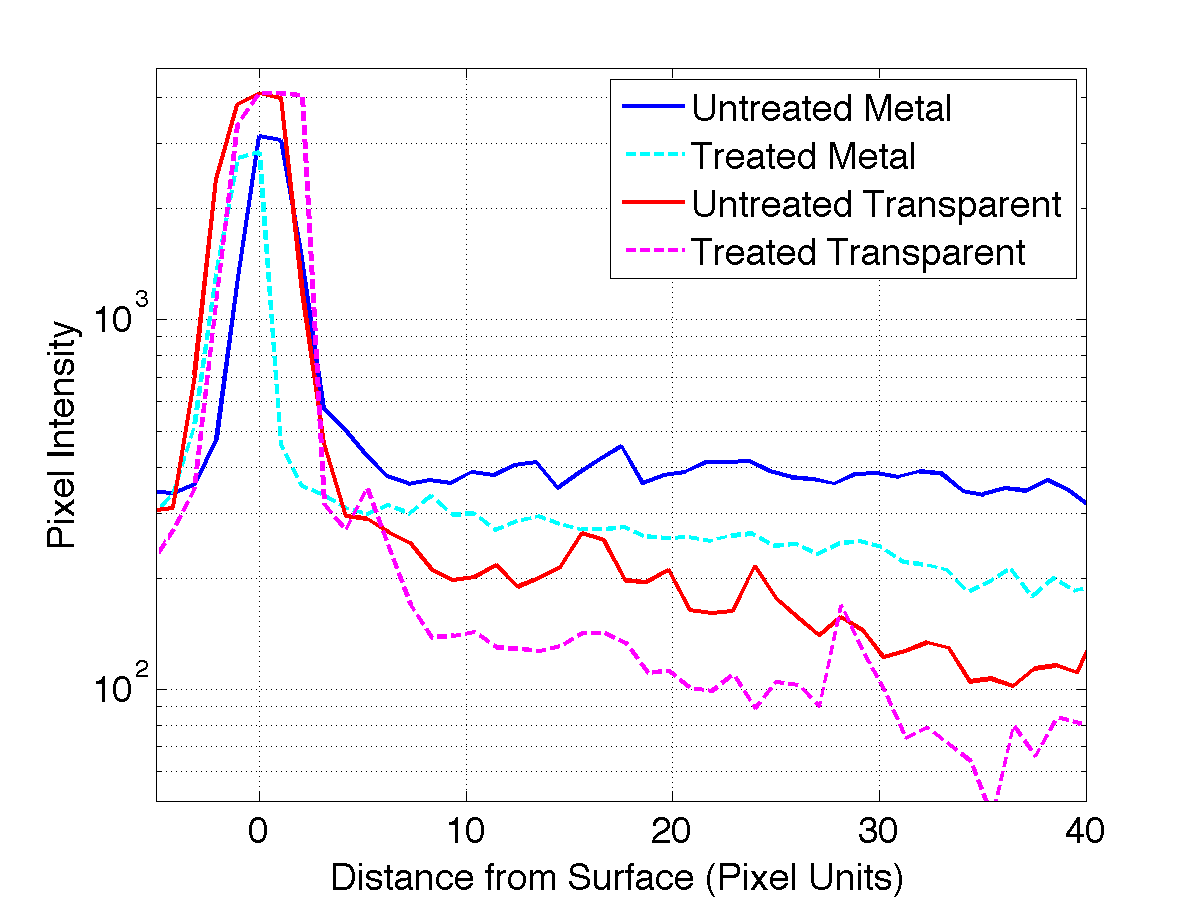 Untreated Metal
Treated Metal
Untreated Transparent
Treated Transparent
10^3
10^2
Pixel Intensity
0 10 20 30 40
Distance from Surface (Pixel Units)